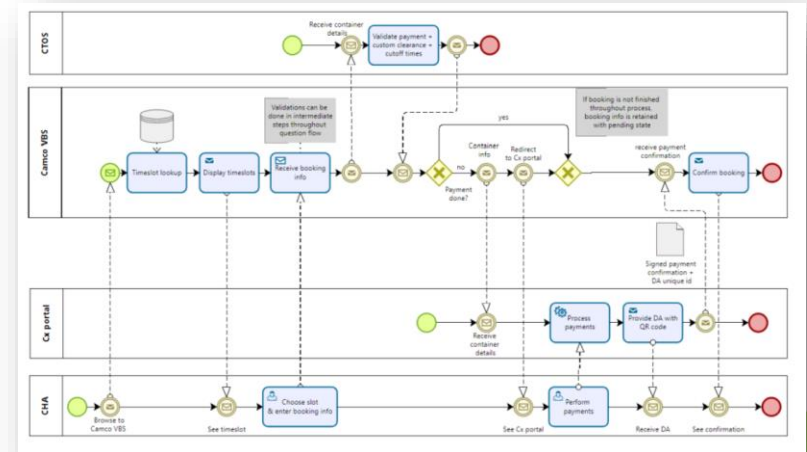 CTOS
Receive container
details
Validate payment +
custom clearance +
cutoff times
Camco VBS
Timeslot lookup
Display timeslots
Validations can be
done in intermediate
steps throughout
question flow
Receive booking
info
yes
no
Payment
done?
Container
info
Redirect
to Cx portal
If booking is not finished
throughout process,
booking info is retained
with pending state
receive payment
confirmation
Confirm booking
Signed payment
confirmation +
DA unique id
Cx portal
Receive
container
details
Process
payments
Provide DA with
QR code
CHA
Browse to
Camco VBS
See timeslot
Choose slot
& enter booking info
See Cx portal
Perform
payments
Receive DA
See confirmation